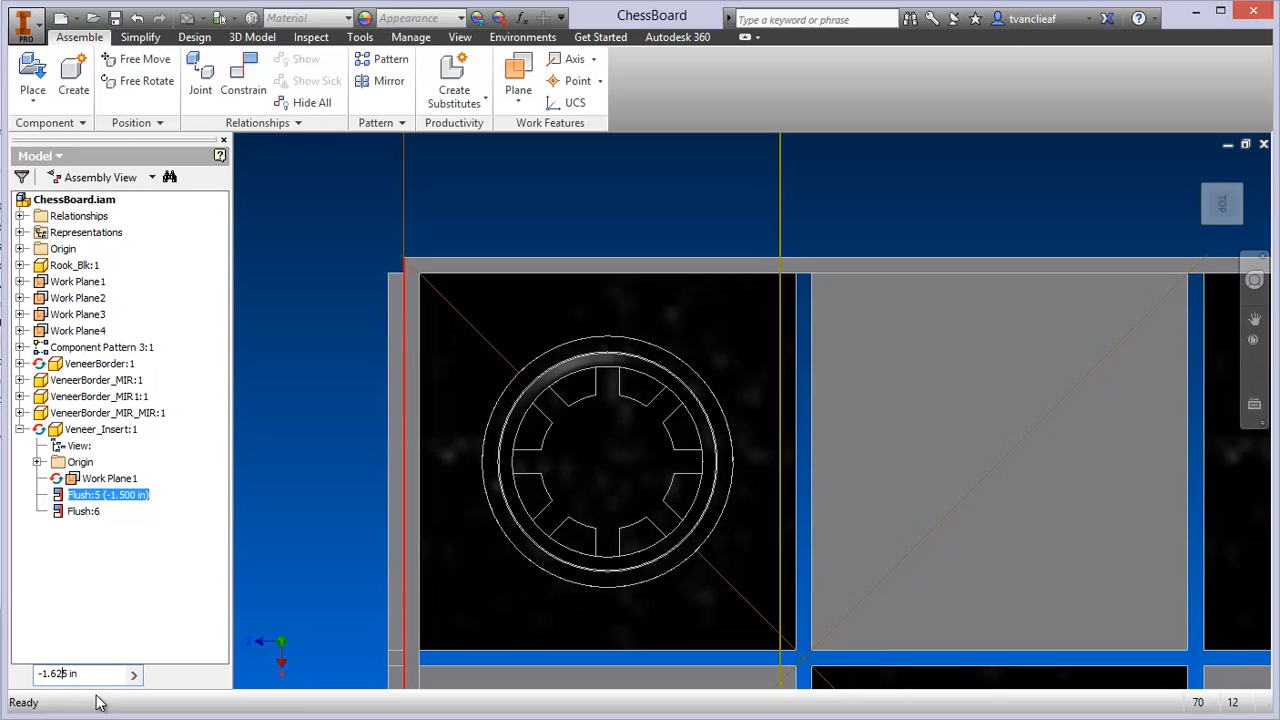 PRO
Material
Appearance
ChessBoard
Type a keyword or phrase
tvanclieaf
Assemble
Simplify
Design
3D Model
Inspect
Tools
Manage
View
Environments
Get Started
Autodesk 360
Place
Create
Free Move
Free Rotate
Joint
Constrain
Show
Show Sick
Hide All
Pattern
Mirror
Create
Substitutes
Plane
Axis
Point
UCS
Component
Position
Relationships
Pattern
Productivity
Work Features
Model
Assembly View
ChessBoard.iam
Relationships
Representations
Origin
Rook_Blk:1
Work Plane1
Work Plane2
Work Plane3
Work Plane4
Component Pattern 3:1
VeneerBorder:1
VeneerBorder_MIR:1
VeneerBorder_MIR1:1
VeneerBorder_MIR_MIR:1
Veneer_Insert:1
View:
Origin
Work Plane1
Flush:5 (-1.500 in)
Flush:6
-1.625 in
TOP
Z
X
Ready
70
12